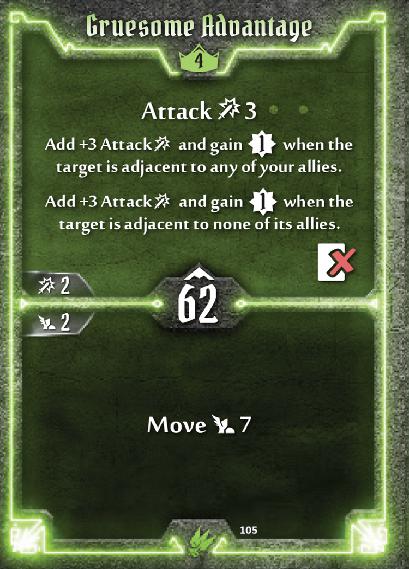 Gruesome Advantage
4
Attack 3
Add +3 Attack and gain 1 when the
target is adjacent to any of your allies.
Add +3 Attack and gain 1 when the
target is adjacent to none of its allies.
2
62
2
Move 7
105